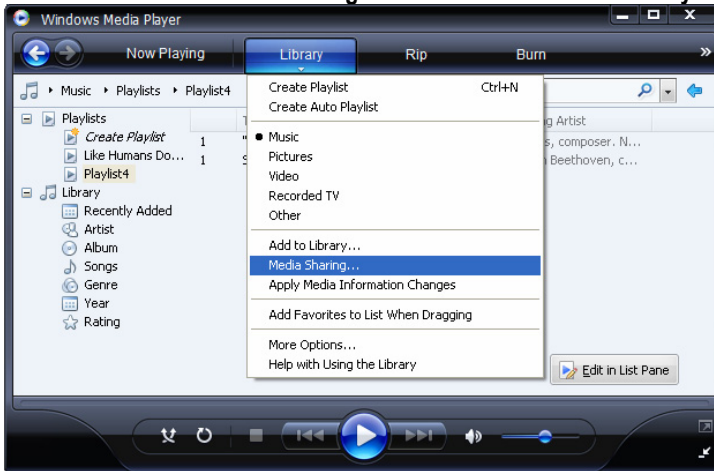 Windows Media Player
Now Playing Library Rip Burn »
Music Playlists Playlist4
Create Playlist Ctrl+N
Create Auto Playlist
Music
Pictures
Video
Recorded TV
Other
Add to Library...
Media Sharing...
Apply Media Information Changes
Add Favorites to List When Dragging
More Options...
Help with Using the Library
Playlists
Create Playlist 1
Like Humans Do... 1
Playlist4
Library
Recently Added
Artist
Album
Songs
Genre
Year
Rating
g Artist
s, composer. N...
Beethoven, c...
Edit in List Pane